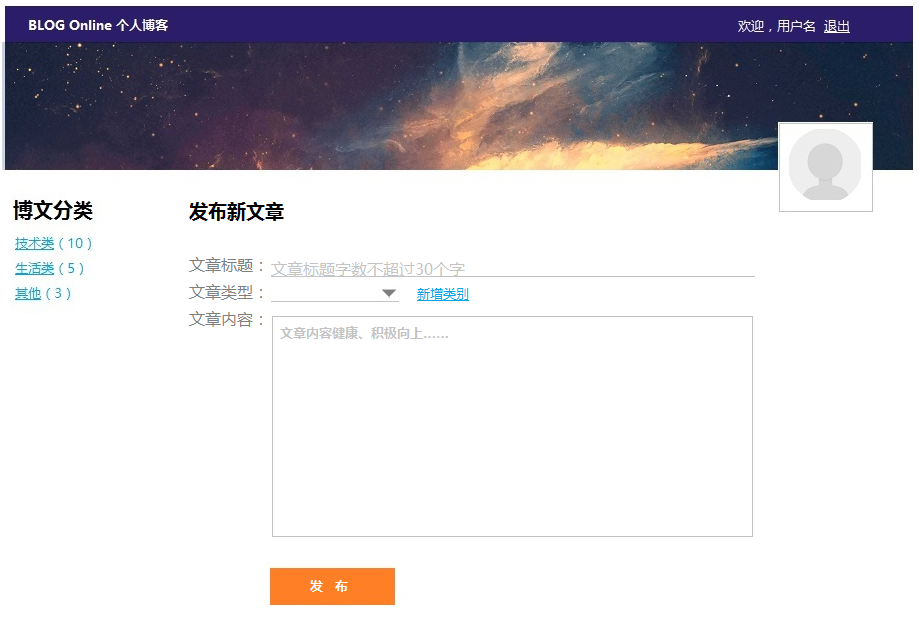 BLOG Online 个人博客
欢迎，用户名 退出
博文分类
技术类（10）
生活类（5）
其他（3）
发布新文章
文章标题：文章标题字数不超过30个字
文章类型： 新增类别
文章内容：
文章内容健康、积极向上……
发 布